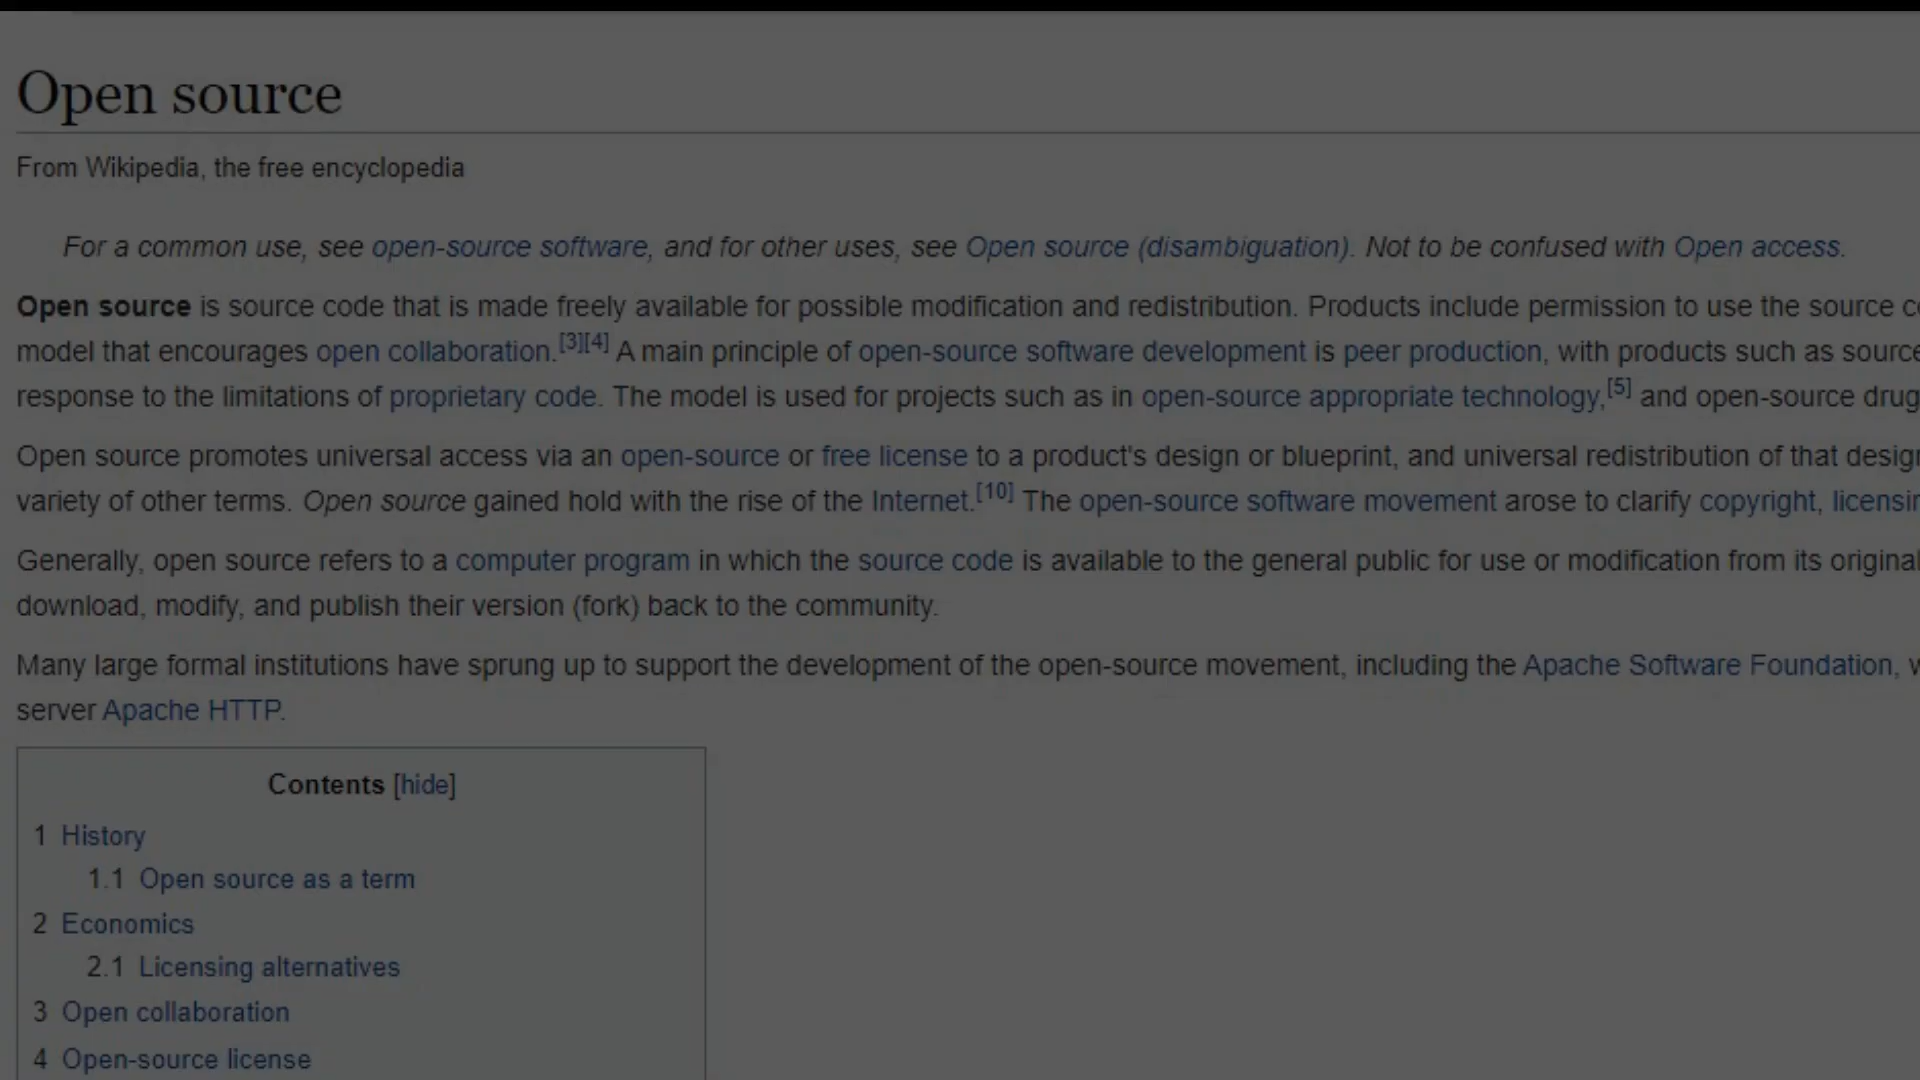 Open source
From Wikipedia, the free encyclopedia
For a common use, see open-source software, and for other uses, see Open source (disambiguation). Not to be confused with Open access.
Open source is source code that is made freely available for possible modification and redistribution. Products include permission to use the source
model that encourages open collaboration.[3][4] A main principle of open-source software development is peer production, with products such as source
response to the limitations of proprietary code. The model is used for projects such as in open-source appropriate technology,[5] and open-source drug
Open source promotes universal access via an open-source or free license to a product's design or blueprint, and universal redistribution of that desig
variety of other terms. Open source gained hold with the rise of the Internet.[10] The open-source software movement arose to clarify copyright, licensi
Generally, open source refers to a computer program in which the source code is available to the general public for use or modification from its original
download, modify, and publish their version (fork) back to the community.
Many large formal institutions have sprung up to support the development of the open-source movement, including the Apache Software Foundation,
server Apache HTTP.
Contents [hide]
1 History
1.1 Open source as a term
2 Economics
2.1 Licensing alternatives
3 Open collaboration
4 Open-source license